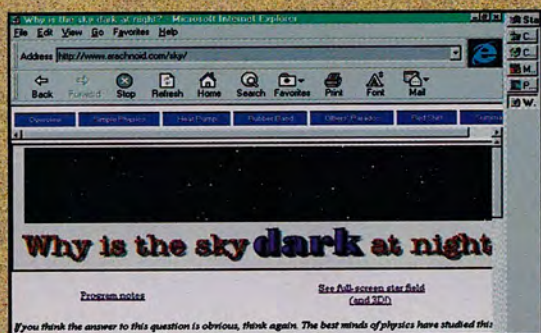 Why is the sky dark at night? - Microsoft Internet Explorer
File Edit View Go Favorites Help
Address http://www.arachnoid.com/sky/
Back Forward Stop Refresh Home Search Favorites Print Font Mail
Overview Simple Physics Heat Pump Rubber Band Olbers' Paradox Red Shift
Why is the sky dark at night
Program notes
See full-screen star field
(and 3D!)
If you think the answer to this question is obvious, think again. The best minds of physics have studied this
Sta
C
C
M
P
W.